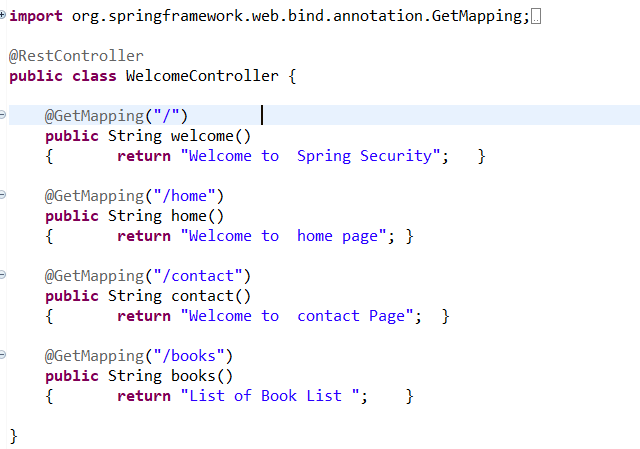 import org.springframework.web.bind.annotation.GetMapping;
@RestController
public class WelcomeController {
@GetMapping("/")
public String welcome()
{       return "Welcome to  Spring Security";   }
@GetMapping("/home")
public String home()
{       return "Welcome to  home page"; }
@GetMapping("/contact")
public String contact()
{       return "Welcome to  contact Page";  }
@GetMapping("/books")
public String books()
{       return "List of Book List ";    }
}